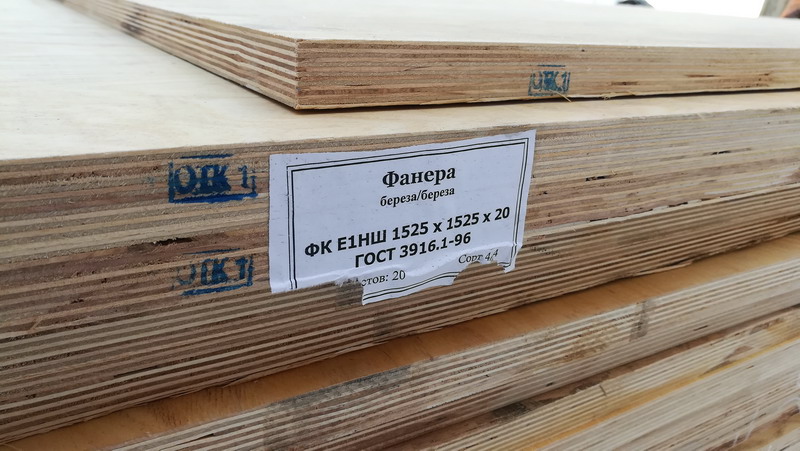 ОТК 1
ОТК 1
Фанера
береза/береза
ФК Е1НШ 1525 х 1525 х 20
ГОСТ 3916.1-96
20 Сорт 4/4
ОТК 1